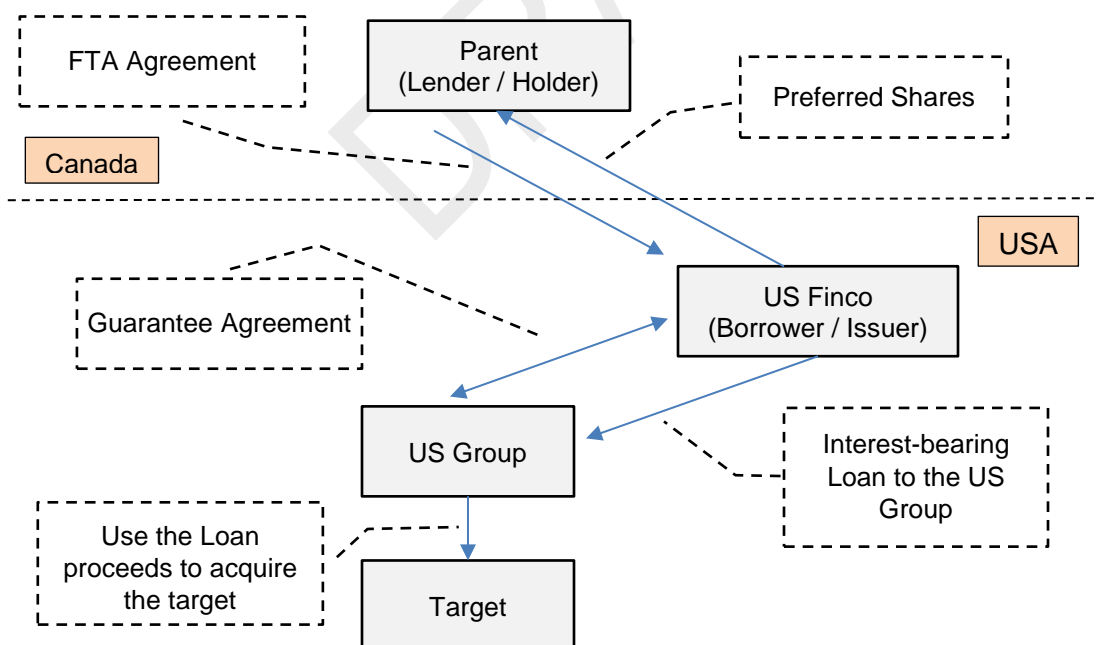 FTA Agreement
Parent
(Lender / Holder)
Preferred Shares
Canada
USA
US Finco
(Borrower / Issuer)
Guarantee Agreement
US Group
Interest-bearing
Loan to the US
Group
Use the Loan
proceeds to acquire
the target
Target